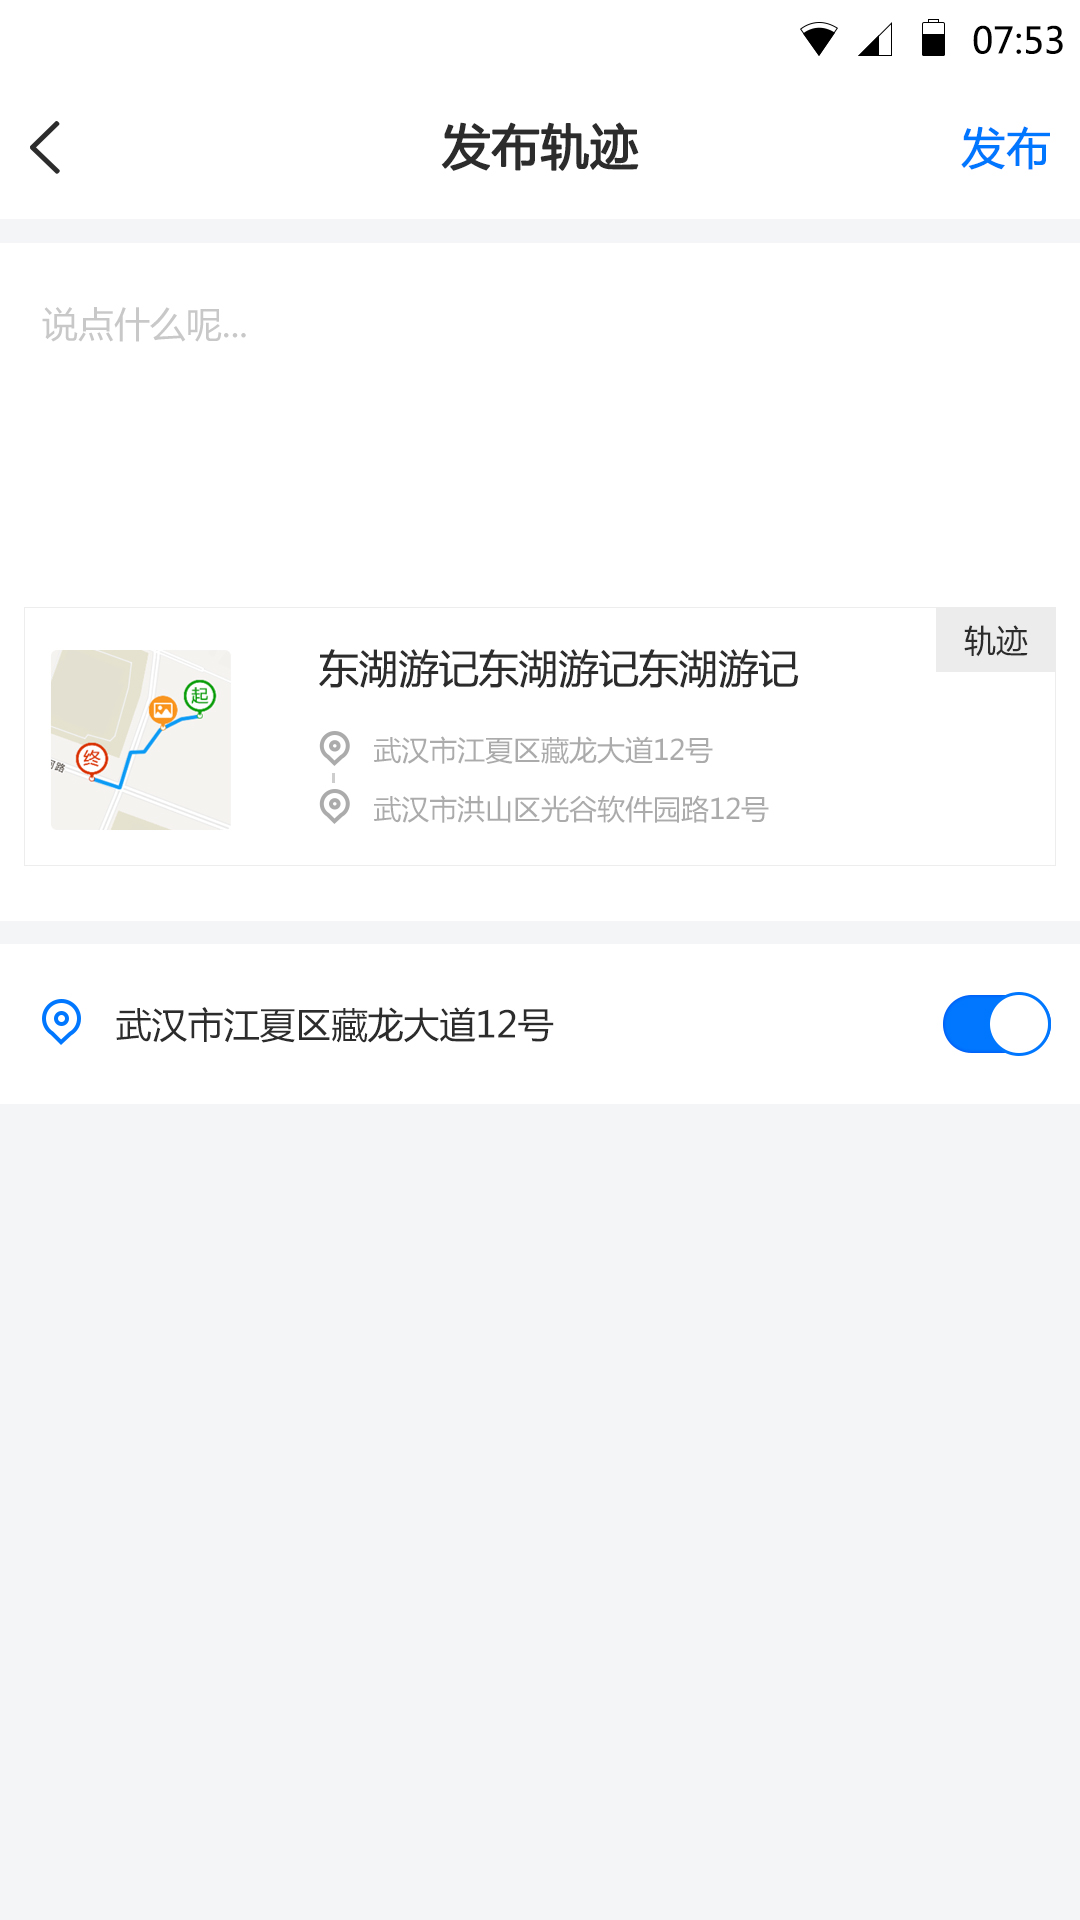 07:53
发布轨迹
发布
说点什么呢...
轨迹
东湖游记东湖游记东湖游记
起
终
路
武汉市江夏区藏龙大道12号
武汉市洪山区光谷软件园路12号
武汉市江夏区藏龙大道12号